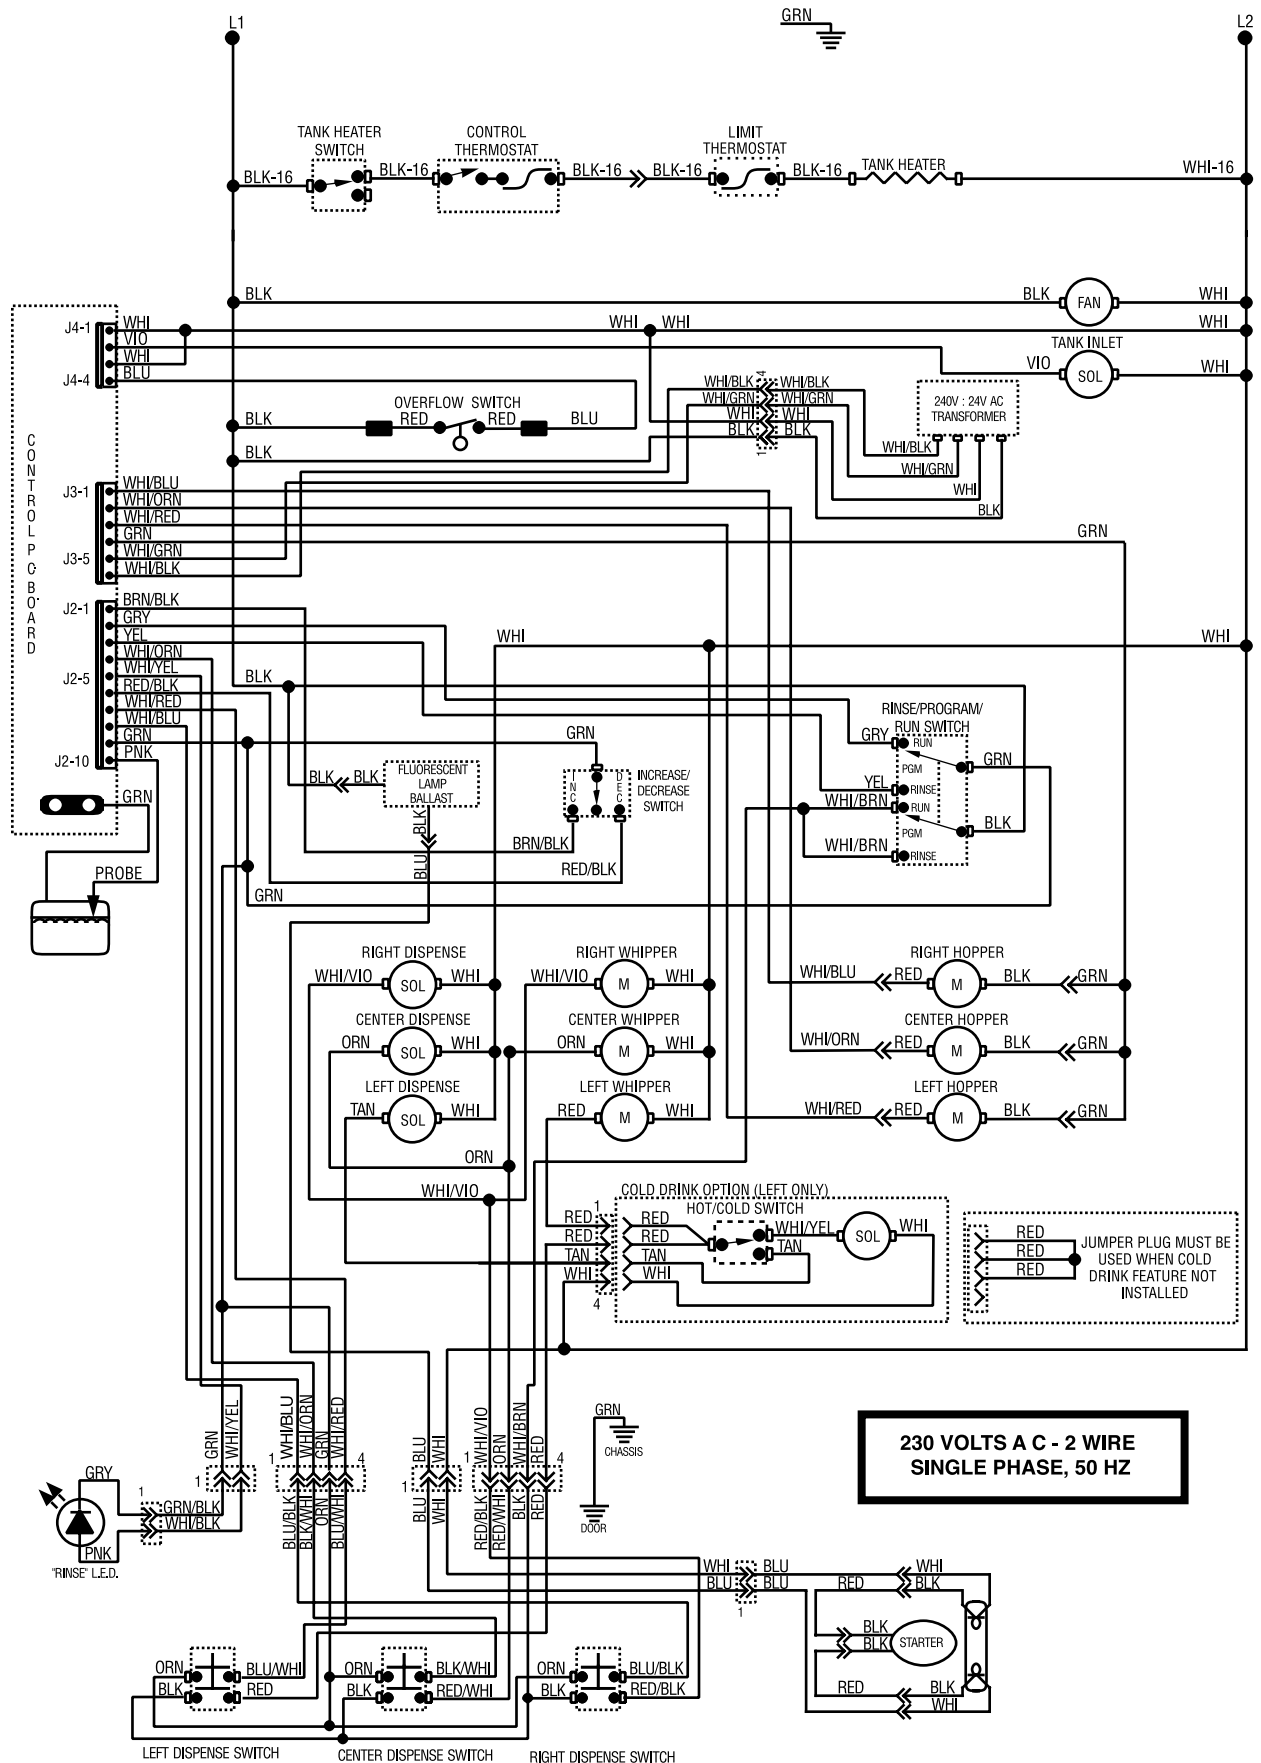 L1
GRN
L2
TANK HEATER
SWITCH
CONTROL
THERMOSTAT
LIMIT
THERMOSTAT
TANK HEATER
BLK-16
BLK-16
BLK-16
BLK-16
BLK-16
WHI-16
BLK
BLK
FAN
WHI
J4-1
WHI
VIO
WHI
J4-4
BLU
WHI
WHI
WHI
TANK INLET
VIO
SOL
WHI
OVERFLOW SWITCH
BLK
RED
RED
BLU
BLK
4
WHI/BLK
WHI/BLK
WHI/GRN
WHI/GRN
WHI
WHI
BLK
BLK
1
240V : 24V AC
TRANSFORMER
WHI/BLK
WHI/GRN
WHI
BLK
CONTROL P.C. BOARD
J3-1
WHI/BLU
WHI/ORN
WHI/RED
GRN
J3-5
WHI/GRN
WHI/BLK
GRN
J2-1
BRN/BLK
GRY
YEL
WHI/ORN
J2-5
WHI/YEL
RED/BLK
WHI/RED
WHI/BLU
GRN
J2-10
PNK
WHI
WHI
BLK
GRN
PROBE
GRN
BLK
BLK
FLUORESCENT
LAMP
BALLAST
BLK
BLU
GRN
INC
DEC
INCREASE/
DECREASE
SWITCH
BRN/BLK
RED/BLK
RINSE/PROGRAM/
RUN SWITCH
GRY
RUN
PGM
GRN
YEL
RINSE
WHI/BRN
RUN
PGM
BLK
WHI/BRN
RINSE
RIGHT DISPENSE
WHI/VIO
SOL
WHI
RIGHT WHIPPER
WHI/VIO
M
WHI
RIGHT HOPPER
WHI/BLU
RED
M
BLK
GRN
CENTER DISPENSE
ORN
SOL
WHI
CENTER WHIPPER
ORN
M
WHI
CENTER HOPPER
WHI/ORN
RED
M
BLK
GRN
LEFT DISPENSE
TAN
SOL
WHI
LEFT WHIPPER
RED
M
WHI
LEFT HOPPER
WHI/RED
RED
M
BLK
GRN
ORN
WHI/VIO
COLD DRINK OPTION (LEFT ONLY)
HOT/COLD SWITCH
1
RED
RED
RED
RED
TAN
TAN
WHI
WHI
4
WHI/YEL
TAN
SOL
WHI
RED
RED
RED
JUMPER PLUG MUST BE
USED WHEN COLD
DRINK FEATURE NOT
INSTALLED
GRN
WHI/YEL
WHI/BLU
WHI/ORN
GRN
WHI/RED
BLU
WHI
WHI/VIO
ORN
WHI/BRN
RED
1
1
4
1
1
4
GRN
CHASSIS
DOOR
230 VOLTS A C - 2 WIRE
SINGLE PHASE, 50 HZ
GRY
1
GRN/BLK
WHI/BLK
PNK
"RINSE" L.E.D.
BLU/BLK
BLK/WHI
ORN
BLU/WHI
BLU
WHI
RED/BLK
RED/WHI
BLK
RED
WHI
BLU
BLU
BLU
1
WHI
RED
BLK
BLK
BLK
STARTER
RED
BLK
WHI
ORN
BLU/WHI
BLK
RED
ORN
BLK/WHI
BLK
RED/WHI
ORN
BLU/BLK
BLK
RED/BLK
LEFT DISPENSE SWITCH
CENTER DISPENSE SWITCH
RIGHT DISPENSE SWITCH